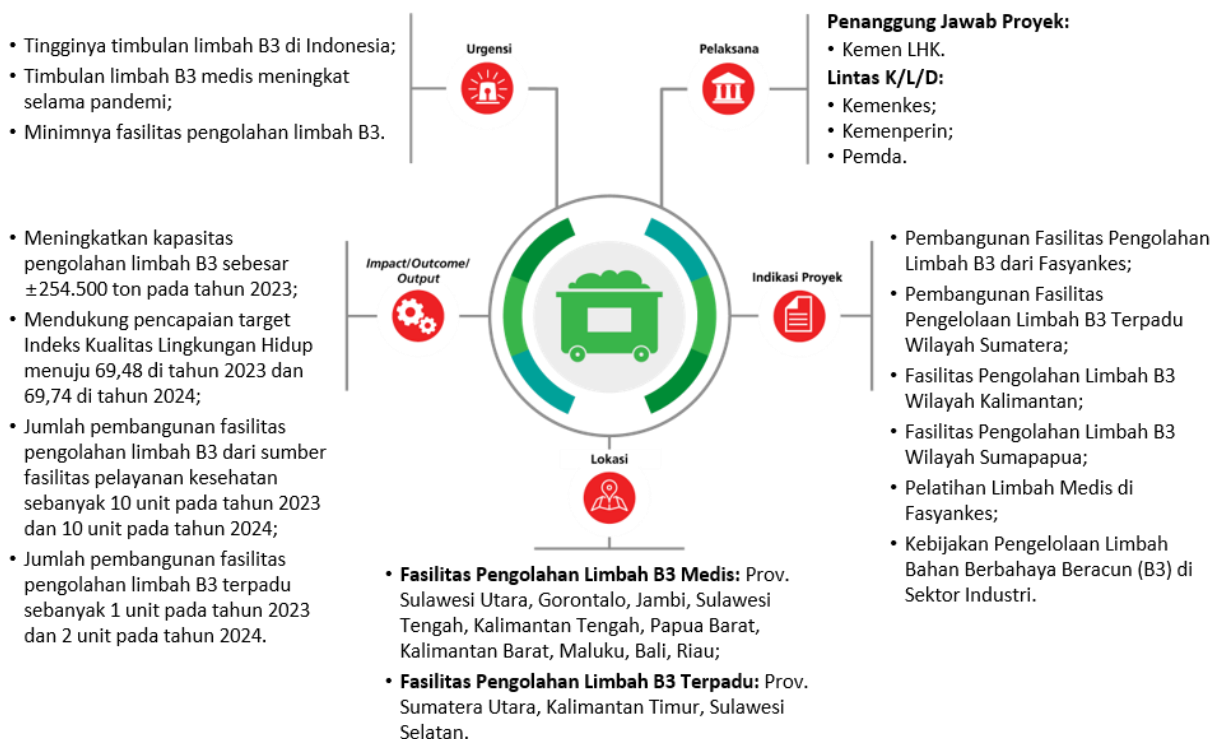 Urgensi
• Tingginya timbulan limbah B3 di Indonesia;
• Timbulan limbah B3 medis meningkat
selama pandemi;
• Minimnya fasilitas pengolahan limbah B3.
Pelaksana
Penanggung Jawab Proyek:
• Kemen LHK.
Lintas K/L/D:
• Kemenkes;
• Kemenperin;
• Pemda.
Impact/Outcome/
Output
• Meningkatkan kapasitas
pengolahan limbah B3 sebesar
±254.500 ton pada tahun 2023;
• Mendukung pencapaian target
Indeks Kualitas Lingkungan Hidup
menuju 69,48 di tahun 2023 dan
69,74 di tahun 2024;
• Jumlah pembangunan fasilitas
pengolahan limbah B3 dari sumber
fasilitas pelayanan kesehatan
sebanyak 10 unit pada tahun 2023
dan 10 unit pada tahun 2024;
• Jumlah pembangunan fasilitas
pengolahan limbah B3 terpadu
sebanyak 1 unit pada tahun 2023
dan 2 unit pada tahun 2024.
Indikasi Proyek
• Pembangunan Fasilitas Pengolahan
Limbah B3 dari Fasyankes;
• Pembangunan Fasilitas
Pengelolaan Limbah B3 Terpadu
Wilayah Sumatera;
• Fasilitas Pengolahan Limbah B3
Wilayah Kalimantan;
• Fasilitas Pengolahan Limbah B3
Wilayah Sumapapua;
• Pelatihan Limbah Medis di
Fasyankes;
• Kebijakan Pengelolaan Limbah
Bahan Berbahaya Beracun (B3) di
Sektor Industri.
Lokasi
• Fasilitas Pengolahan Limbah B3 Medis: Prov.
Sulawesi Utara, Gorontalo, Jambi, Sulawesi
Tengah, Kalimantan Tengah, Papua Barat,
Kalimantan Barat, Maluku, Bali, Riau;
• Fasilitas Pengolahan Limbah B3 Terpadu: Prov.
Sumatera Utara, Kalimantan Timur, Sulawesi
Selatan.